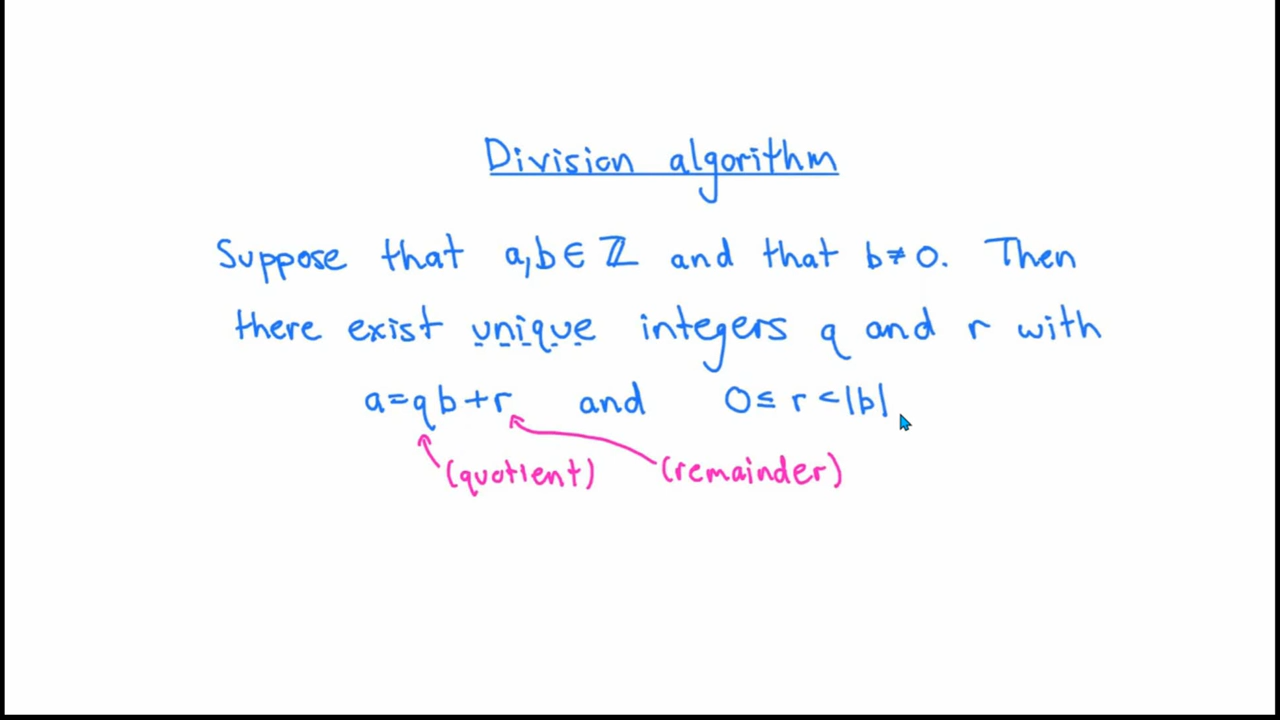 Division algorithm
Suppose that a,b∈ℤ and that b≠0. Then
there exist unique integers q and r with
a=qb+r and 0≤r<|b|
(quotient) (remainder)